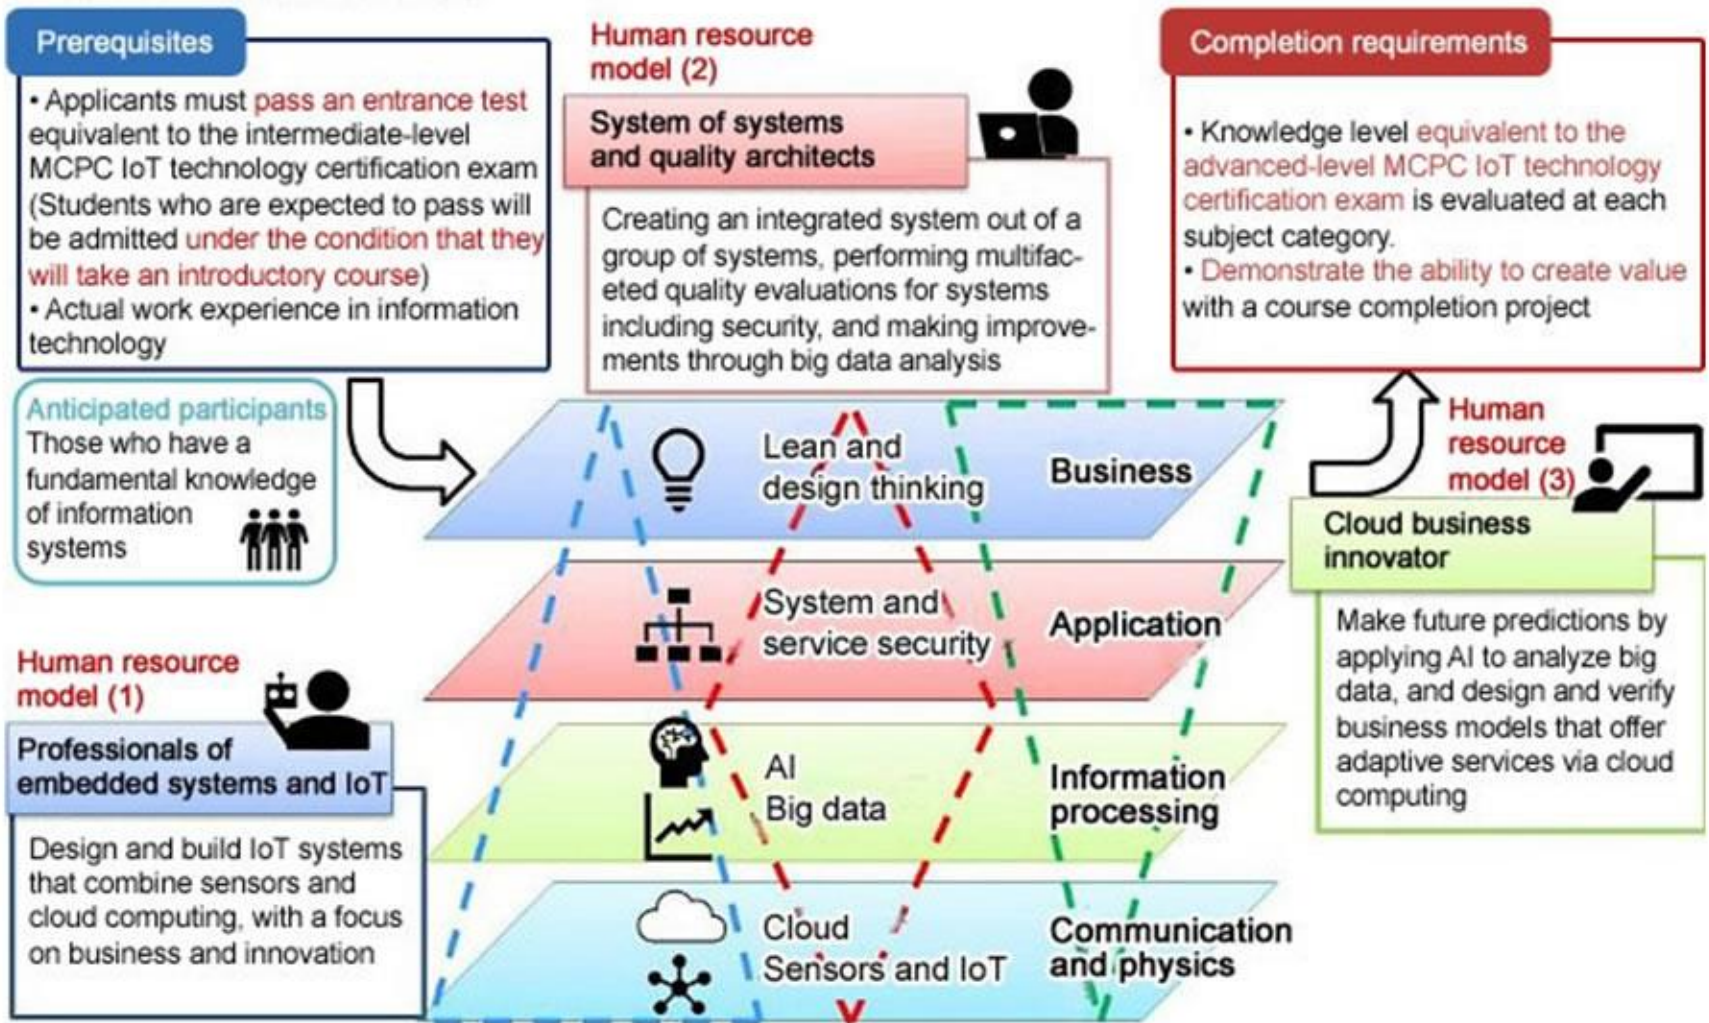 Prerequisites
• Applicants must pass an entrance test
equivalent to the intermediate-level
MCPC IoT technology certification exam
(Students who are expected to pass will
be admitted under the condition that they
will take an introductory course)
• Actual work experience in information
technology
Anticipated participants
Those who have a
fundamental knowledge
of information
systems
Human resource
model (1)
Professionals of
embedded systems and IoT
Design and build IoT systems
that combine sensors and
cloud computing, with a focus
on business and innovation
Human resource
model (2)
System of systems
and quality architects
Creating an integrated system out of a
group of systems, performing multifac-
eted quality evaluations for systems
including security, and making improve-
ments through big data analysis
Lean and
design thinking
Business
System and
service security
Application
AI
Big data
Information
processing
Cloud
Sensors and IoT
Communication
and physics
Completion requirements
• Knowledge level equivalent to the
advanced-level MCPC IoT technology
certification exam is evaluated at each
subject category.
• Demonstrate the ability to create value
with a course completion project
Human
resource
model (3)
Cloud business
innovator
Make future predictions by
applying AI to analyze big
data, and design and verify
business models that offer
adaptive services via cloud
computing